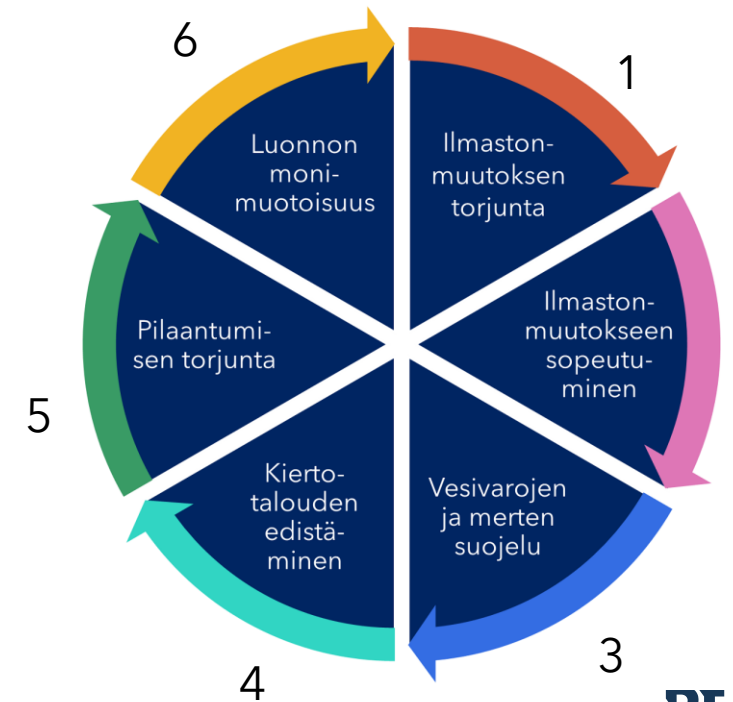 6
1
Luonnon
moni-
muotoisuus
Ilmaston-
muutoksen
torjunta
Ilmaston-
muutokseen
sopeutu-
minen
Pilaantumi-
sen torjunta
5
Kierto-
talouden
edistä-
minen
Vesivarojen
ja merten
suojelu
3
4